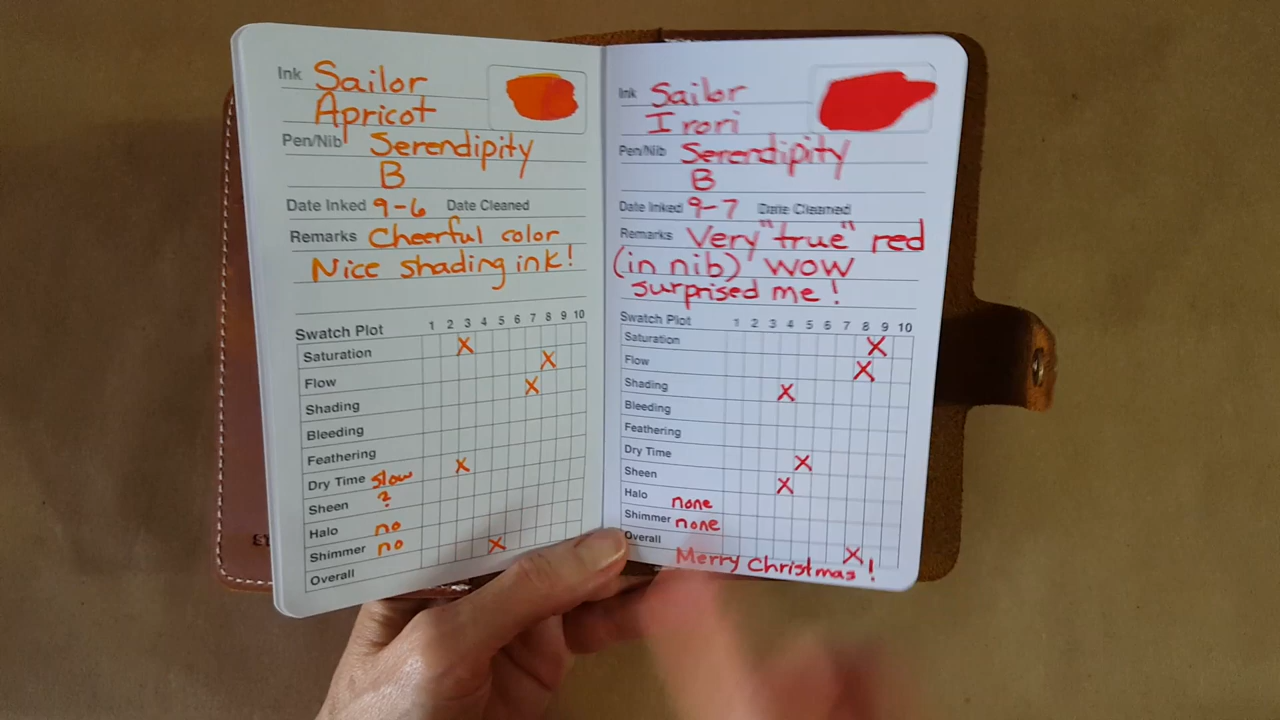 Ink Sailor
Apricot
Pen/Nib Serendipity
B
Date Inked 9-6 Date Cleaned
Remarks Cheerful color
Nice shading ink!
Swatch Plot 1 2 3 4 5 6 7 8 9 10
Saturation X
Flow X
Shading X
Bleeding
Feathering
Dry Time slow X
Sheen ?
Halo no
Shimmer no X
Overall
Ink Sailor
Irori
Pen/Nib Serendipity
B
Date Inked 9-7 Date Cleaned
Remarks Very "true" red
(in nib) wow
surprised me!
Swatch Plot 1 2 3 4 5 6 7 8 9 10
Saturation X
Flow X
Shading X
Bleeding
Feathering
Dry Time X
Sheen X
Halo none
Shimmer none
Overall X
Merry Christmas!